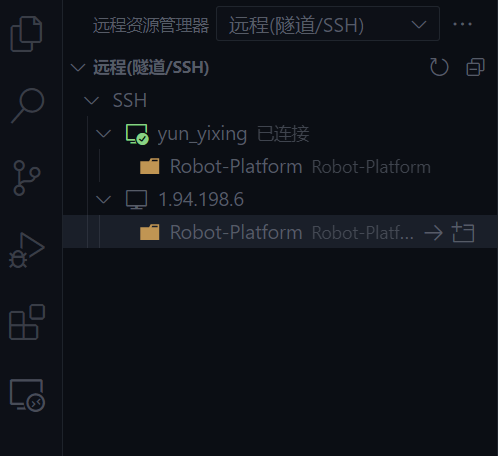 远程资源管理器 远程(隧道/SSH)
远程(隧道/SSH)
SSH
yun_yixing 已连接
Robot-Platform Robot-Platform
1.94.198.6
Robot-Platform Robot-Platf...